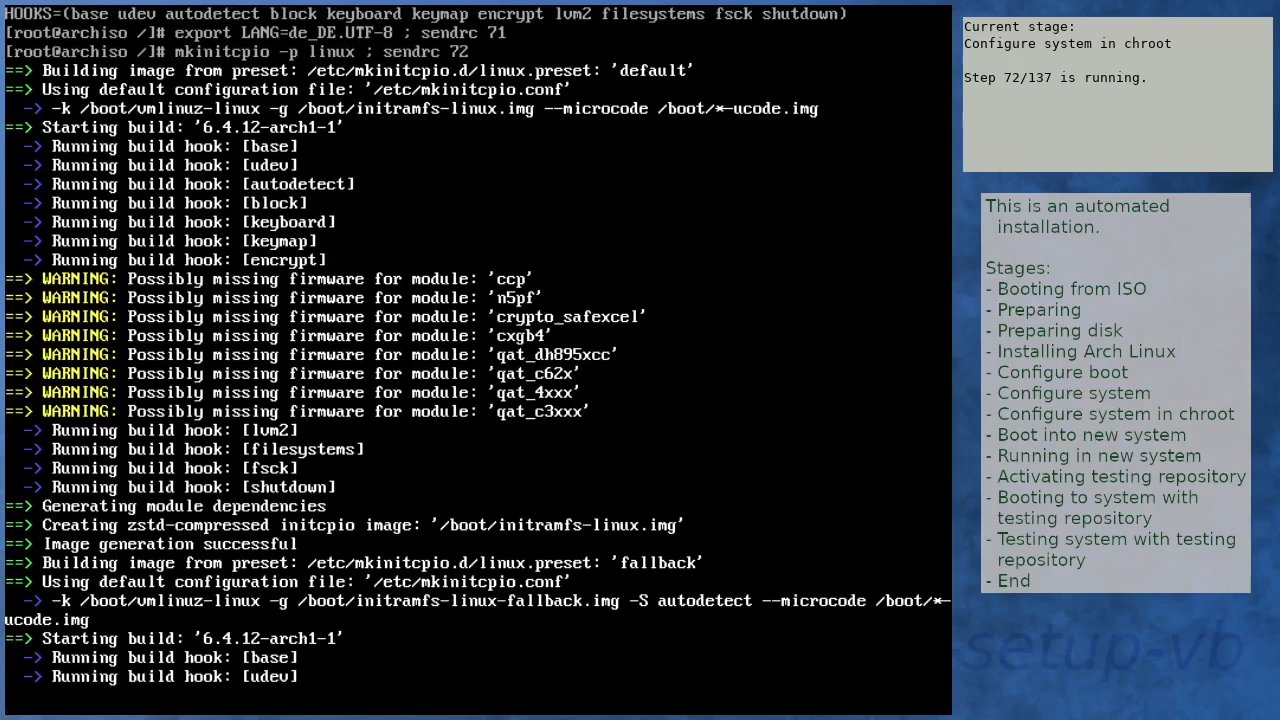 HOOKS=(base udev autodetect block keyboard keymap encrypt lvm2 filesystems fsck shutdown)
[root@archiso /]# export LANG=de_DE.UTF-8 ; sendrc 71
[root@archiso /]# mkinitcpio -p linux ; sendrc 72
==> Building image from preset: /etc/mkinitcpio.d/linux.preset: 'default'
==> Using default configuration file: '/etc/mkinitcpio.conf'
  -> -k /boot/vmlinuz-linux -g /boot/initramfs-linux.img --microcode /boot/*-ucode.img
==> Starting build: '6.4.12-arch1-1'
  -> Running build hook: [base]
  -> Running build hook: [udev]
  -> Running build hook: [autodetect]
  -> Running build hook: [block]
  -> Running build hook: [keyboard]
  -> Running build hook: [keymap]
  -> Running build hook: [encrypt]
==> WARNING: Possibly missing firmware for module: 'ccp'
==> WARNING: Possibly missing firmware for module: 'n5pf'
==> WARNING: Possibly missing firmware for module: 'crypto_safexcel'
==> WARNING: Possibly missing firmware for module: 'cxgb4'
==> WARNING: Possibly missing firmware for module: 'qat_dh895xcc'
==> WARNING: Possibly missing firmware for module: 'qat_c62x'
==> WARNING: Possibly missing firmware for module: 'qat_4xxx'
==> WARNING: Possibly missing firmware for module: 'qat_c3xxx'
  -> Running build hook: [lvm2]
  -> Running build hook: [filesystems]
  -> Running build hook: [fsck]
  -> Running build hook: [shutdown]
==> Generating module dependencies
==> Creating zstd-compressed initcpio image: '/boot/initramfs-linux.img'
==> Image generation successful
==> Building image from preset: /etc/mkinitcpio.d/linux.preset: 'fallback'
==> Using default configuration file: '/etc/mkinitcpio.conf'
  -> -k /boot/vmlinuz-linux -g /boot/initramfs-linux-fallback.img -S autodetect --microcode /boot/*-
ucode.img
==> Starting build: '6.4.12-arch1-1'
  -> Running build hook: [base]
  -> Running build hook: [udev]
Current stage:
Configure system in chroot
Step 72/137 is running.
This is an automated
installation.
Stages:
- Booting from ISO
- Preparing
- Preparing disk
- Installing Arch Linux
- Configure boot
- Configure system
- Configure system in chroot
- Boot into new system
- Running in new system
- Activating testing repository
- Booting to system with
testing repository
- Testing system with testing
repository
- End
setup-vb